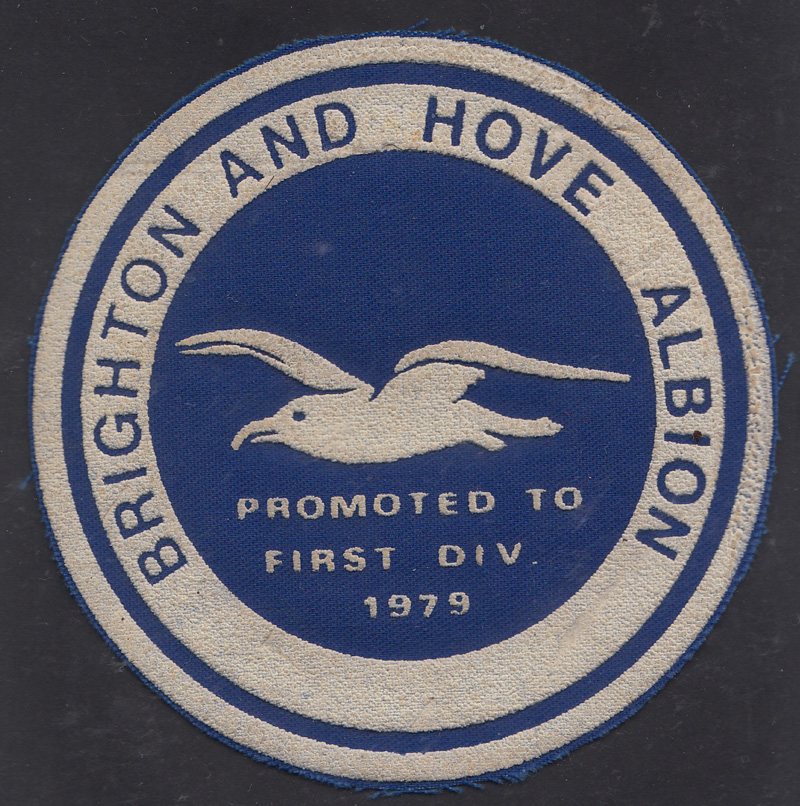 BRIGHTON AND HOVE ALBION
PROMOTED TO
FIRST DIV.
1979